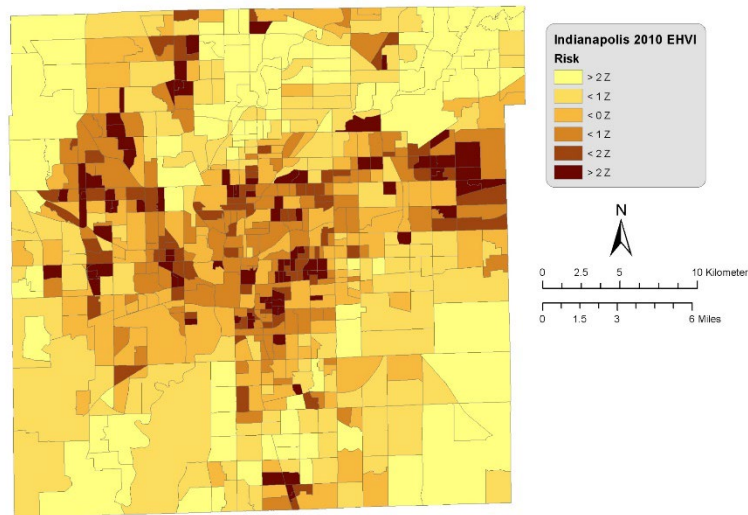 Indianapolis 2010 EHVI
Risk
> 2 Z
< 1 Z
< 0 Z
< 1 Z
< 2 Z
> 2 Z
N
0 2.5 5 10 Kilometer
0 1.5 3 6 Miles